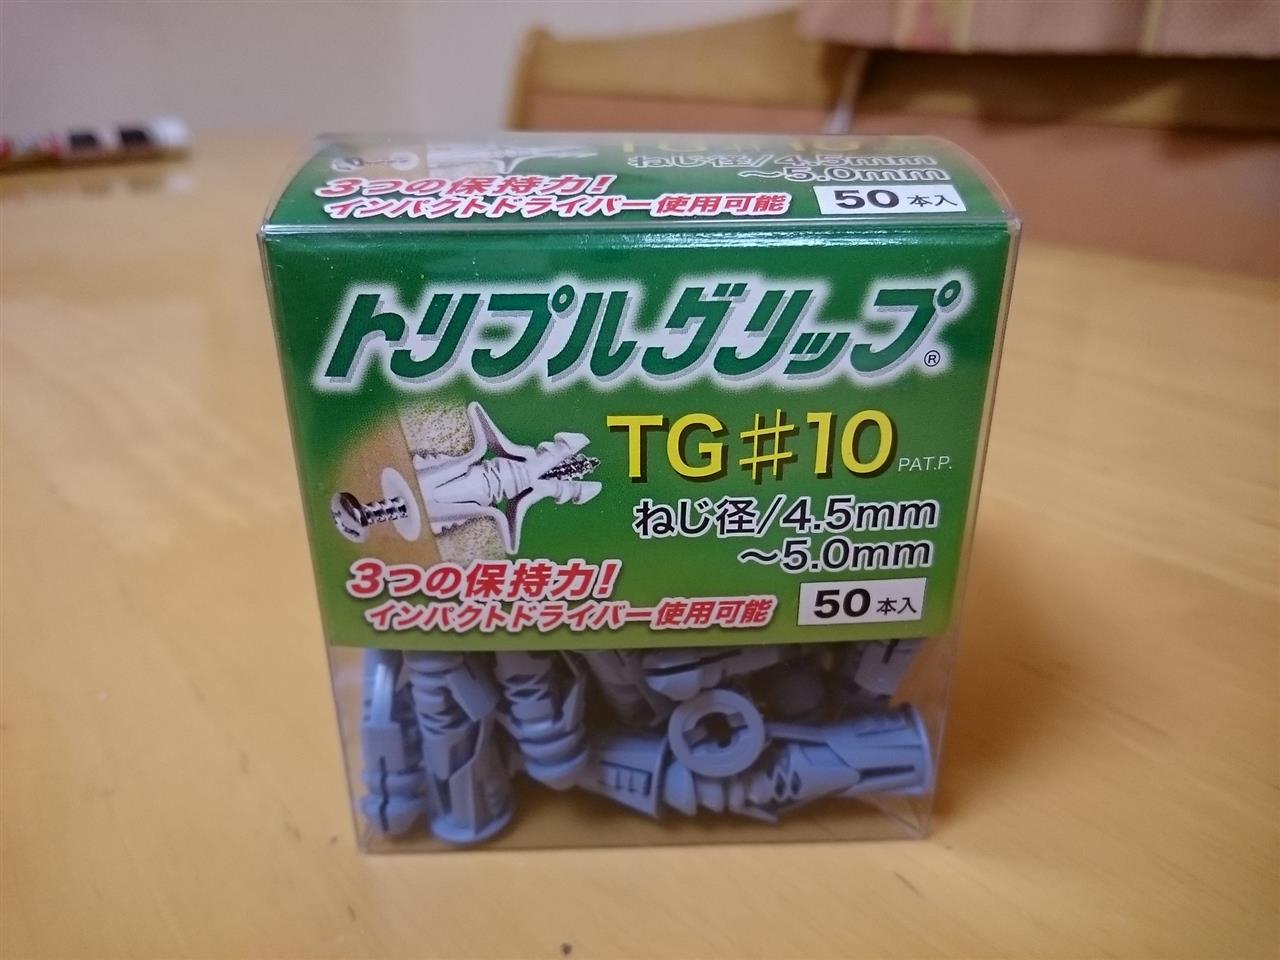 TG♯10
ねじ径/4.5mm
～5.0mm
3つの保持力!
インパクトドライバー使用可能
50本入
トリプルグリップ®
TG♯10 PAT.P.
ねじ径/4.5mm
～5.0mm
3つの保持力!
インパクトドライバー使用可能
50本入